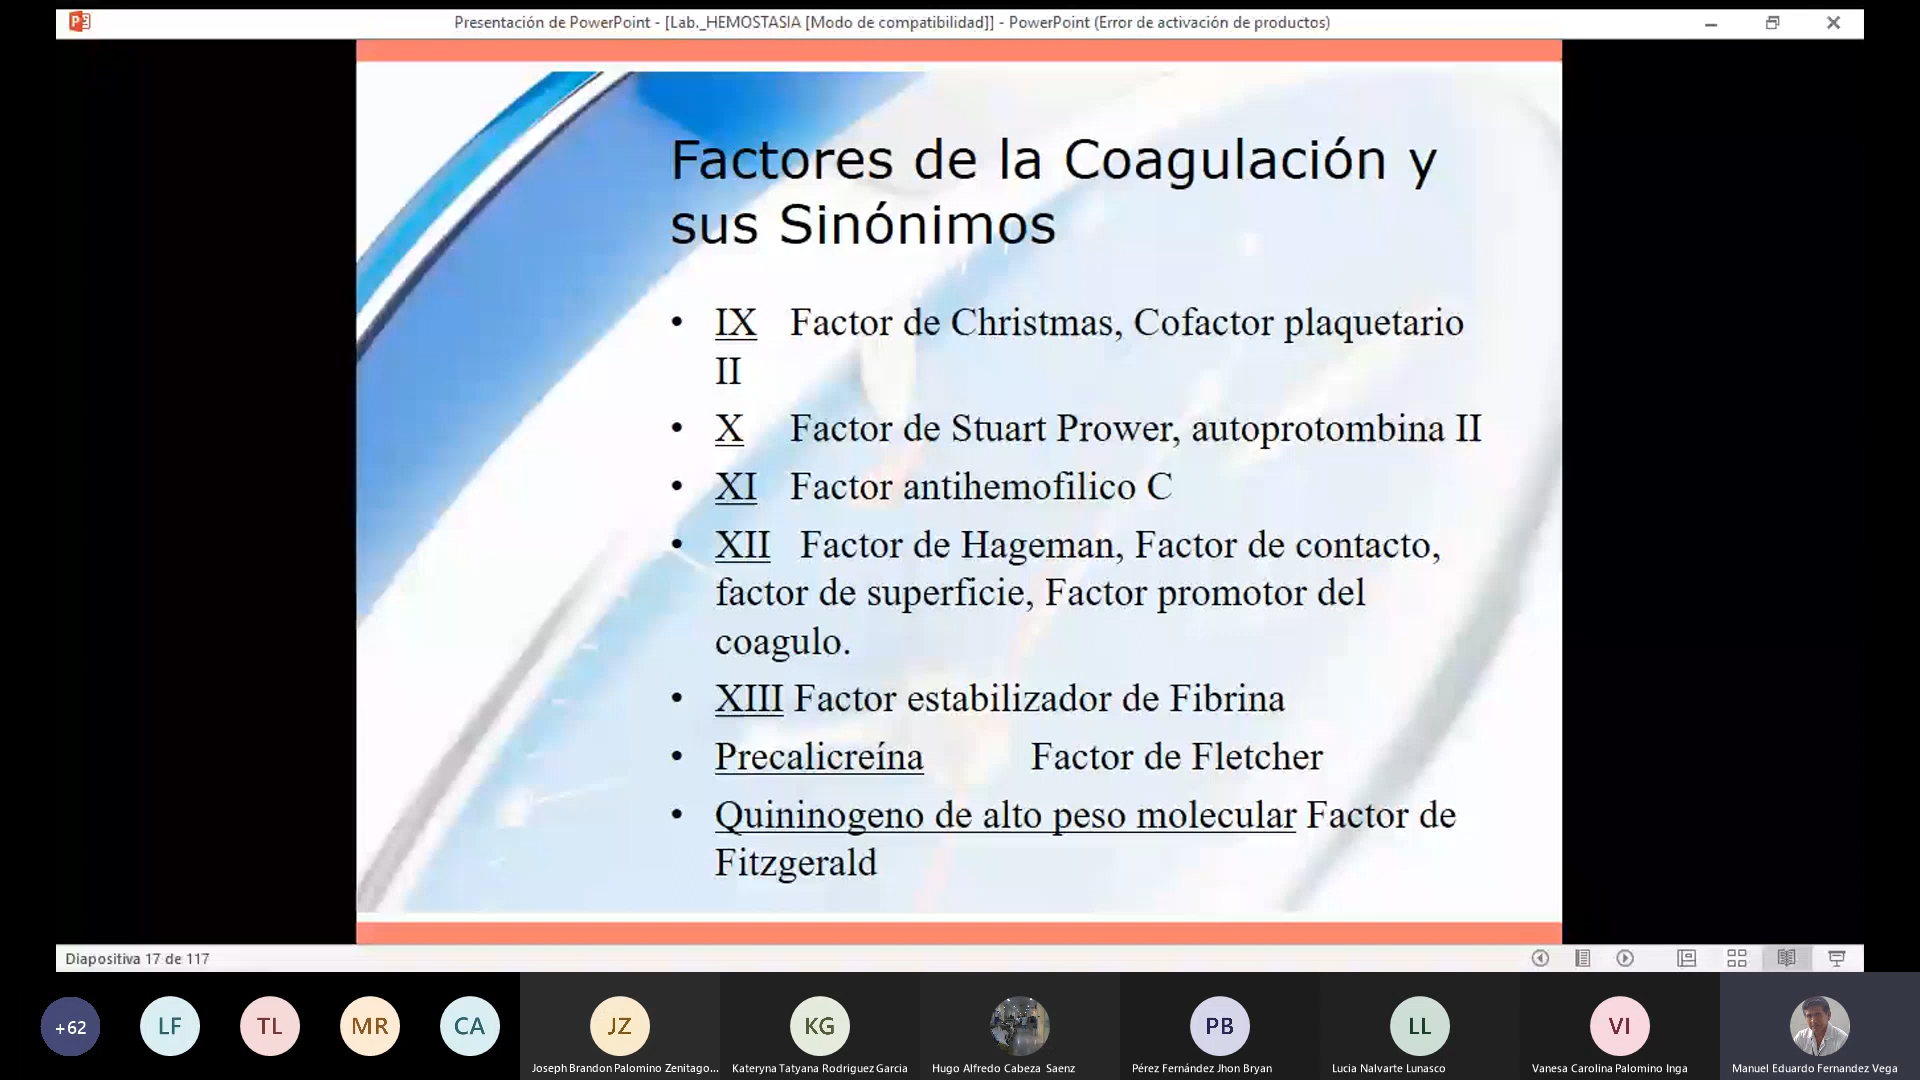 Presentación de PowerPoint - [Lab._HEMOSTASIA [Modo de compatibilidad]] - PowerPoint (Error de activación de productos)
Factores de la Coagulación y
sus Sinónimos
• IX Factor de Christmas, Cofactor plaquetario
II
• X Factor de Stuart Prower, autoprotombina II
• XI Factor antihemofilico C
• XII Factor de Hageman, Factor de contacto,
factor de superficie, Factor promotor del
coagulo.
• XIII Factor estabilizador de Fibrina
• Precalicreína Factor de Fletcher
• Quininogeno de alto peso molecular Factor de
Fitzgerald
Diapositiva 17 de 117
+62 LF TL MR CA JZ KG PB LL VI
Joseph Brandon Palomino Zenitago... Kateryna Tatyana Rodriguez Garcia Hugo Alfredo Cabeza Saenz Pérez Fernández Jhon Bryan Lucia Nalvarte Lunasco Vanesa Carolina Palomino Inga Manuel Eduardo Fernandez Vega